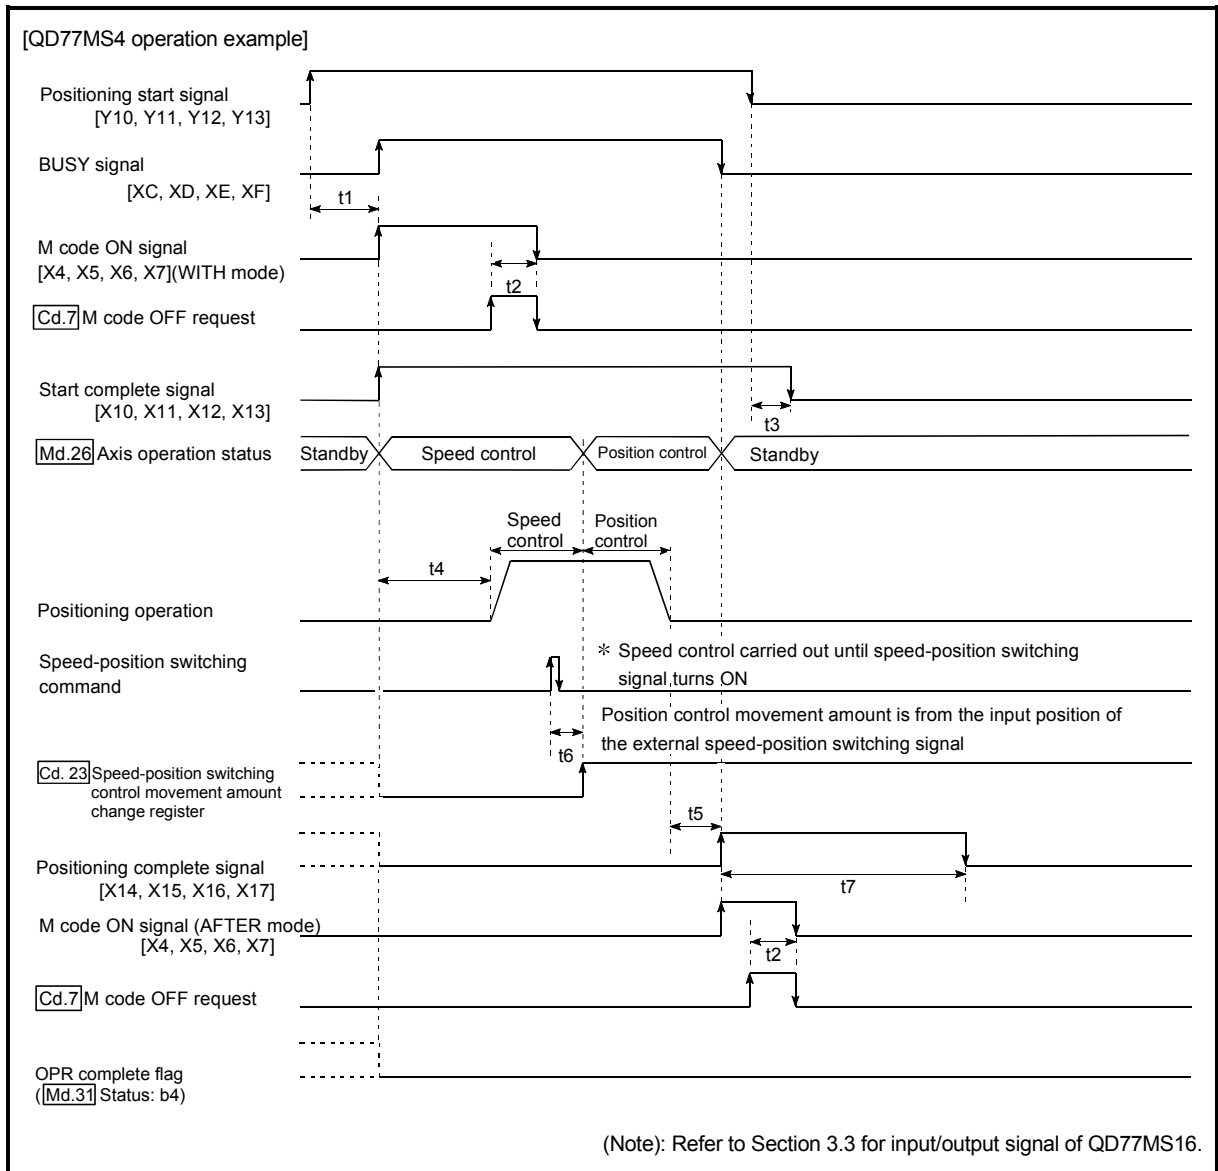 [QD77MS4 operation example]
Positioning start signal
[Y10, Y11, Y12, Y13]
BUSY signal
[XC, XD, XE, XF]
t1
M code ON signal
[X4, X5, X6, X7](WITH mode)
t2
Cd.7 M code OFF request
Start complete signal
[X10, X11, X12, X13]
t3
Md.26 Axis operation status
Standby
Speed control
Position control
Standby
Speed
control
Position
control
t4
Positioning operation
Speed-position switching
command
* Speed control carried out until speed-position switching
signal turns ON
Position control movement amount is from the input position of
the external speed-position switching signal
t6
Cd. 23 Speed-position switching
control movement amount
change register
t5
Positioning complete signal
[X14, X15, X16, X17]
t7
M code ON signal (AFTER mode)
[X4, X5, X6, X7]
t2
Cd.7 M code OFF request
OPR complete flag
(Md.31 Status: b4)
(Note): Refer to Section 3.3 for input/output signal of QD77MS16.